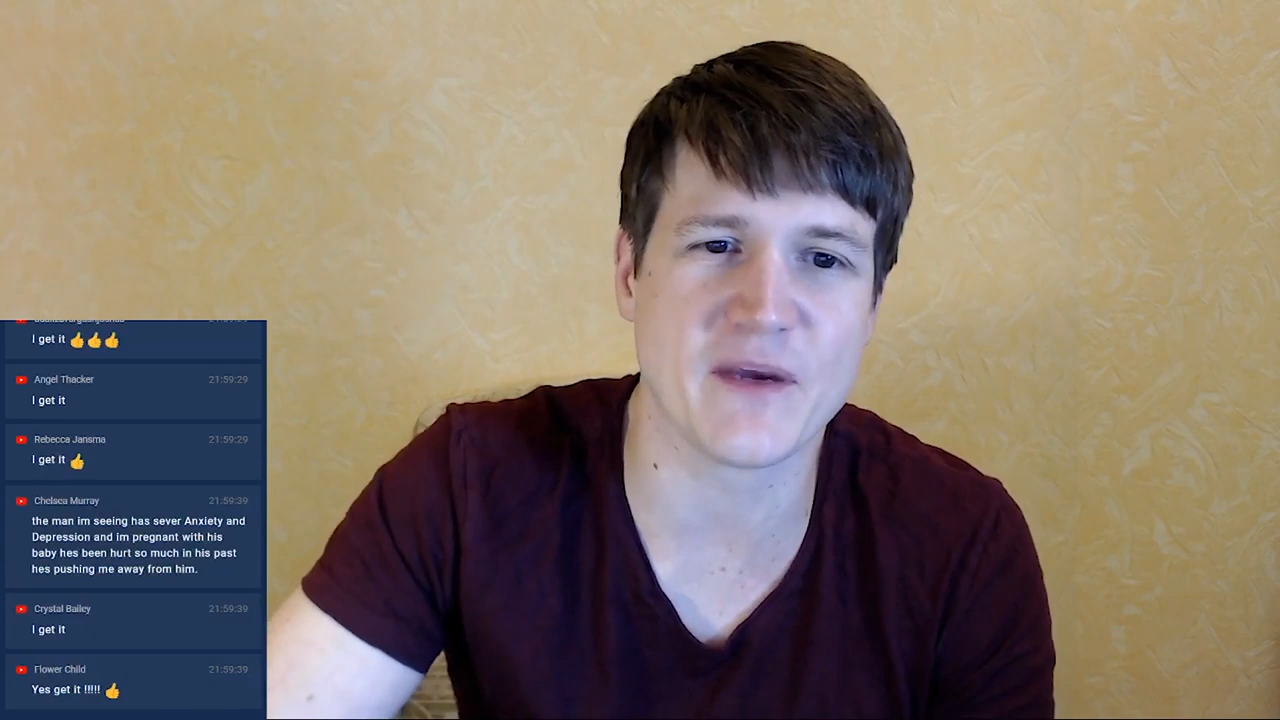 I get it 👍👍👍
Angel Thacker 21:59:29
I get it
Rebecca Jansma 21:59:29
I get it 👍
Chelsea Murray 21:59:39
the man im seeing has sever Anxiety and
Depression and im pregnant with his
baby hes been hurt so much in his past
hes pushing me away from him.
Crystal Bailey 21:59:39
I get it
Flower Child 21:59:39
Yes get it !!!!! 👍